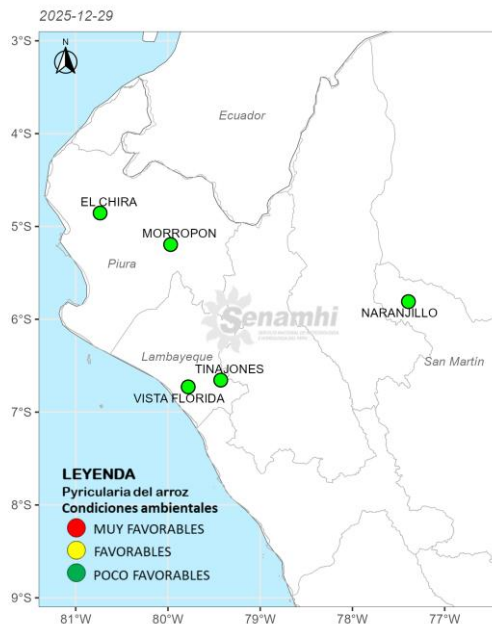 2025-12-29
3°S
N
Ecuador
4°S
EL CHIRA
5°S
MORROPON
Piura
NARANJILLO
6°S
Senamhi
Lambayeque
TINAJONES
San Martín
VISTA FLORIDA
7°S
LEYENDA
Pyricularia del arroz
Condiciones ambientales
MUY FAVORABLES
8°S
FAVORABLES
POCO FAVORABLES
9°S
81°W 80°W 79°W 78°W 77°W